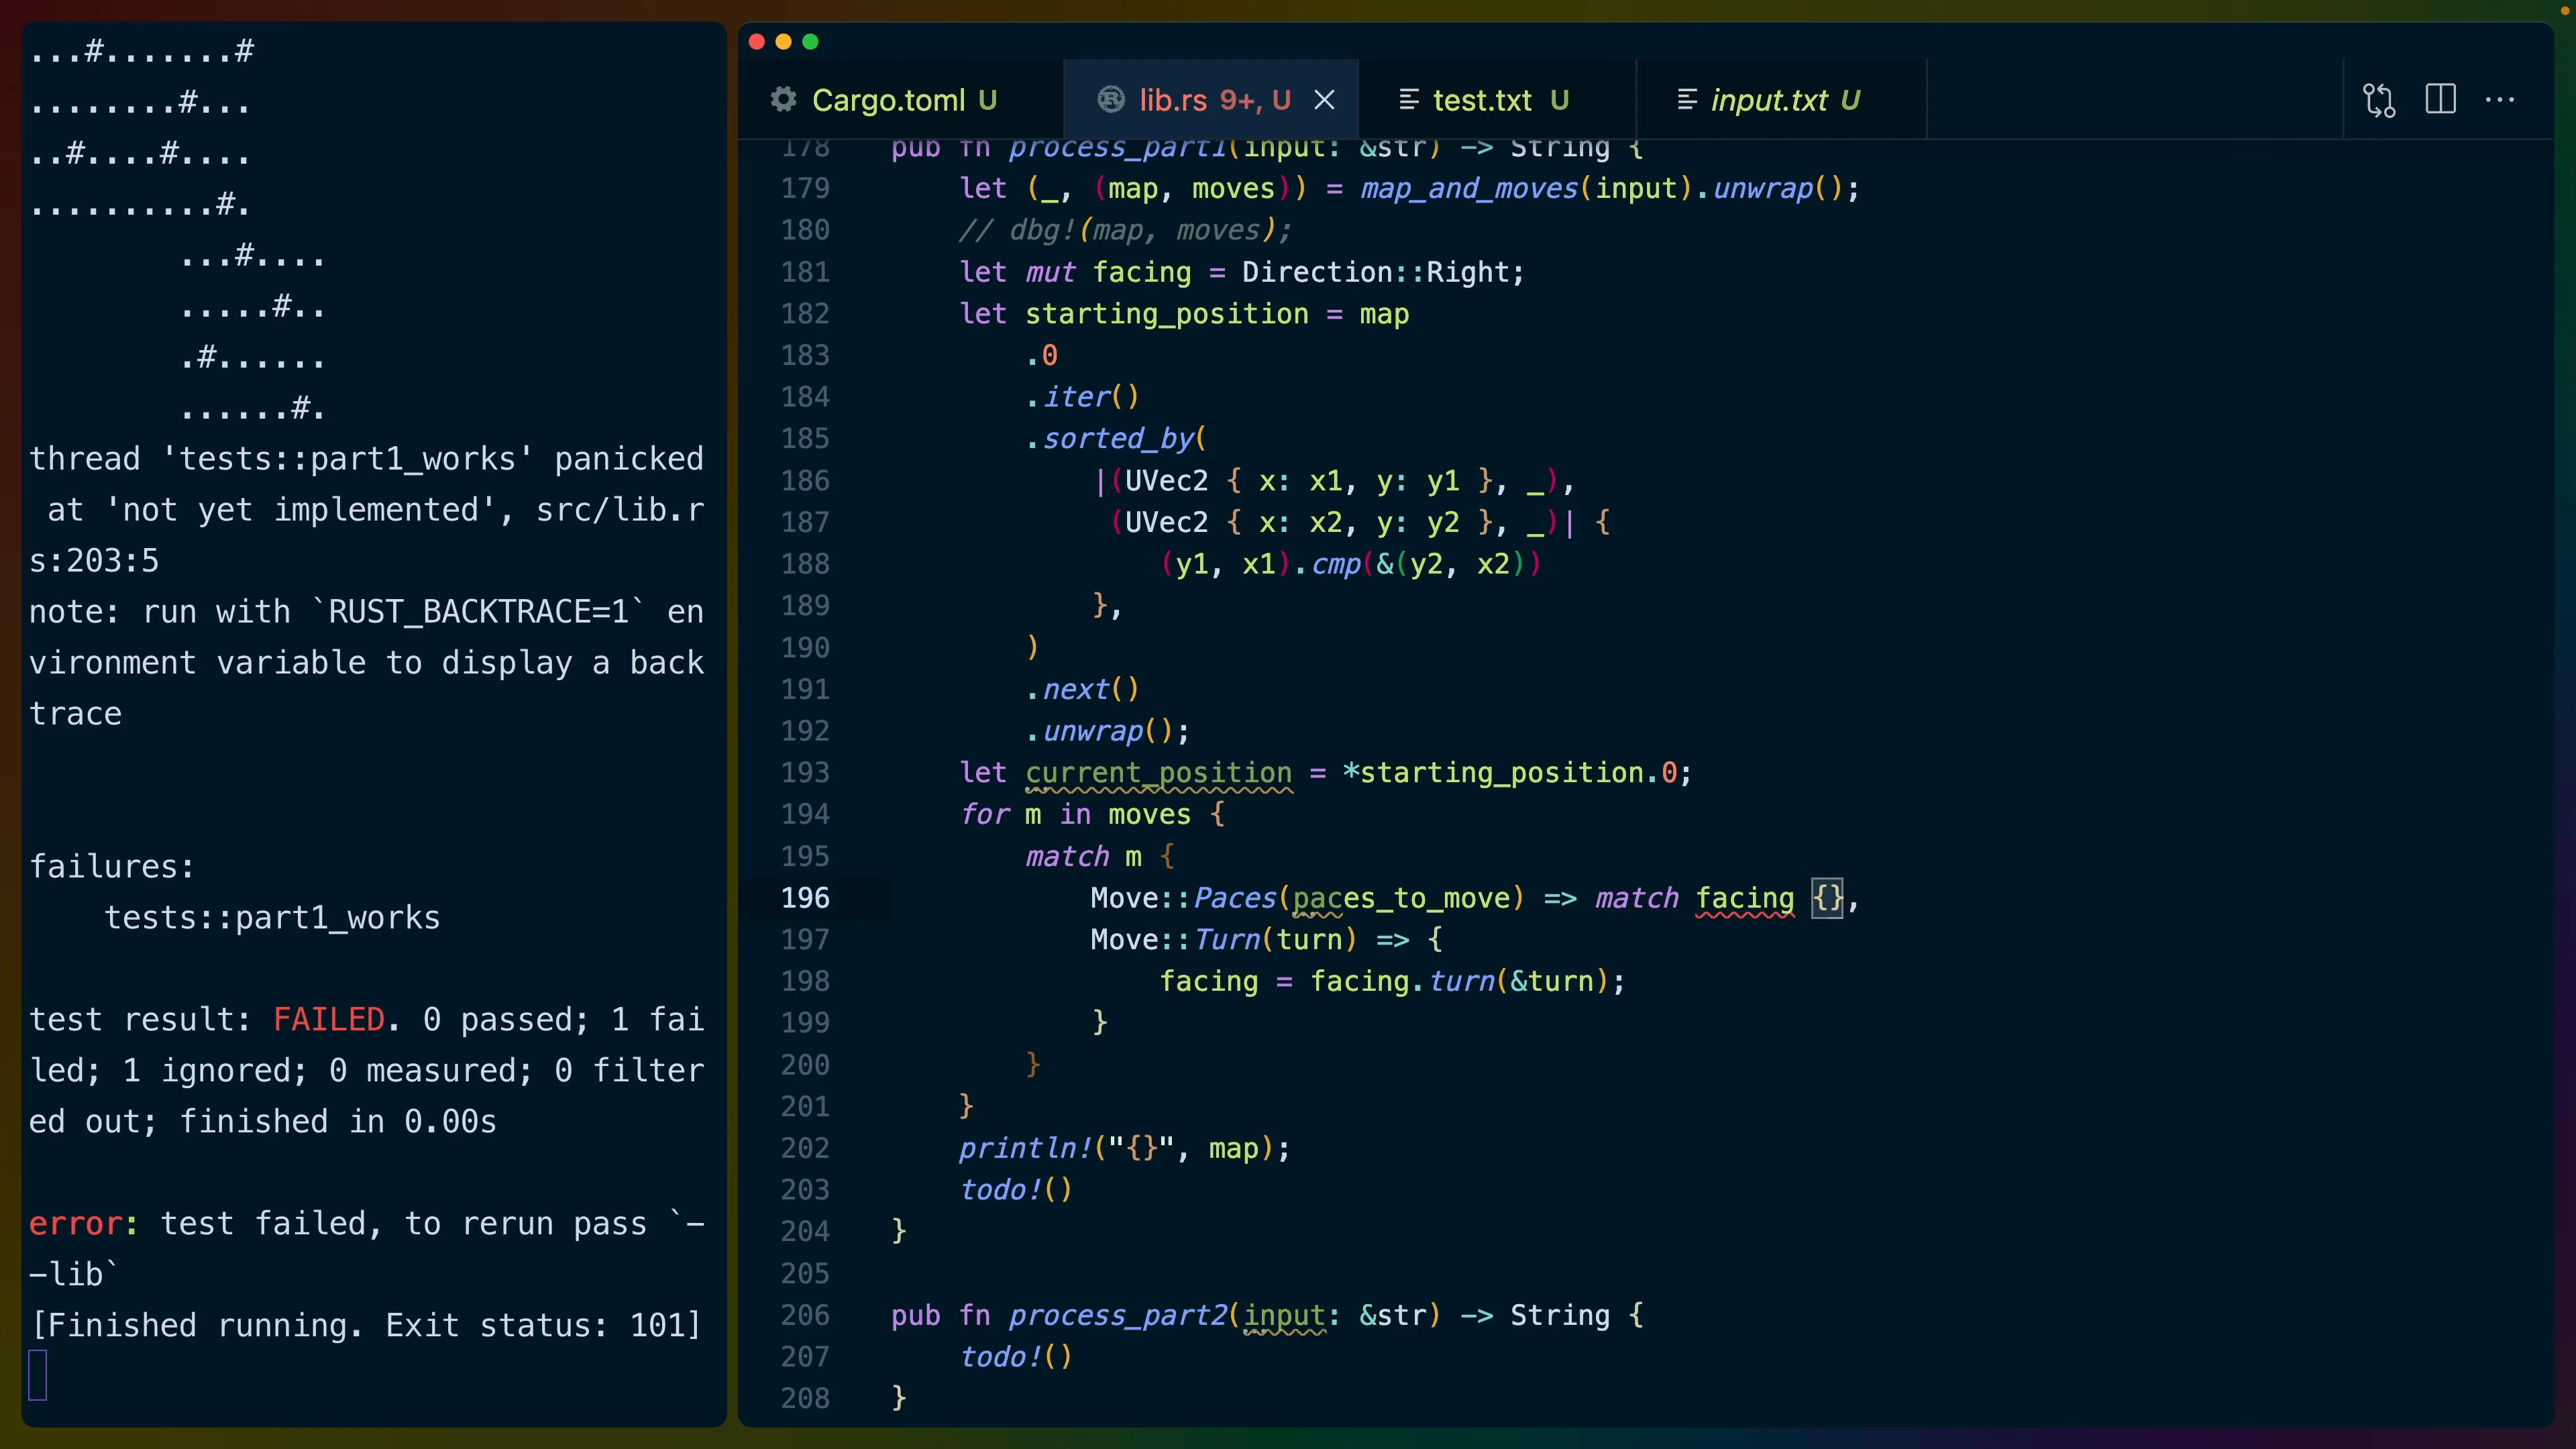 ...#.......#
........#...
..#....#....
..........#.
        ...#....
        .....#..
        .#......
        ......#.
thread 'tests::part1_works' panicked
 at 'not yet implemented', src/lib.r
s:203:5
note: run with `RUST_BACKTRACE=1` en
vironment variable to display a back
trace
failures:
    tests::part1_works
test result: FAILED. 0 passed; 1 fai
led; 1 ignored; 0 measured; 0 filter
ed out; finished in 0.00s
error: test failed, to rerun pass `-
-lib`
[Finished running. Exit status: 101]
Cargo.toml U
lib.rs 9+, U
test.txt U
input.txt U
178 pub fn process_part1(input: &str) -> String {
179     let (_, (map, moves)) = map_and_moves(input).unwrap();
180     // dbg!(map, moves);
181     let mut facing = Direction::Right;
182     let starting_position = map
183         .0
184         .iter()
185         .sorted_by(
186             |(UVec2 { x: x1, y: y1 }, _),
187              (UVec2 { x: x2, y: y2 }, _)| {
188                 (y1, x1).cmp(&(y2, x2))
189             },
190         )
191         .next()
192         .unwrap();
193     let current_position = *starting_position.0;
194     for m in moves {
195         match m {
196             Move::Paces(paces_to_move) => match facing {},
197             Move::Turn(turn) => {
198                 facing = facing.turn(&turn);
199             }
200         }
201     }
202     println!("{}", map);
203     todo!()
204 }
205
206 pub fn process_part2(input: &str) -> String {
207     todo!()
208 }